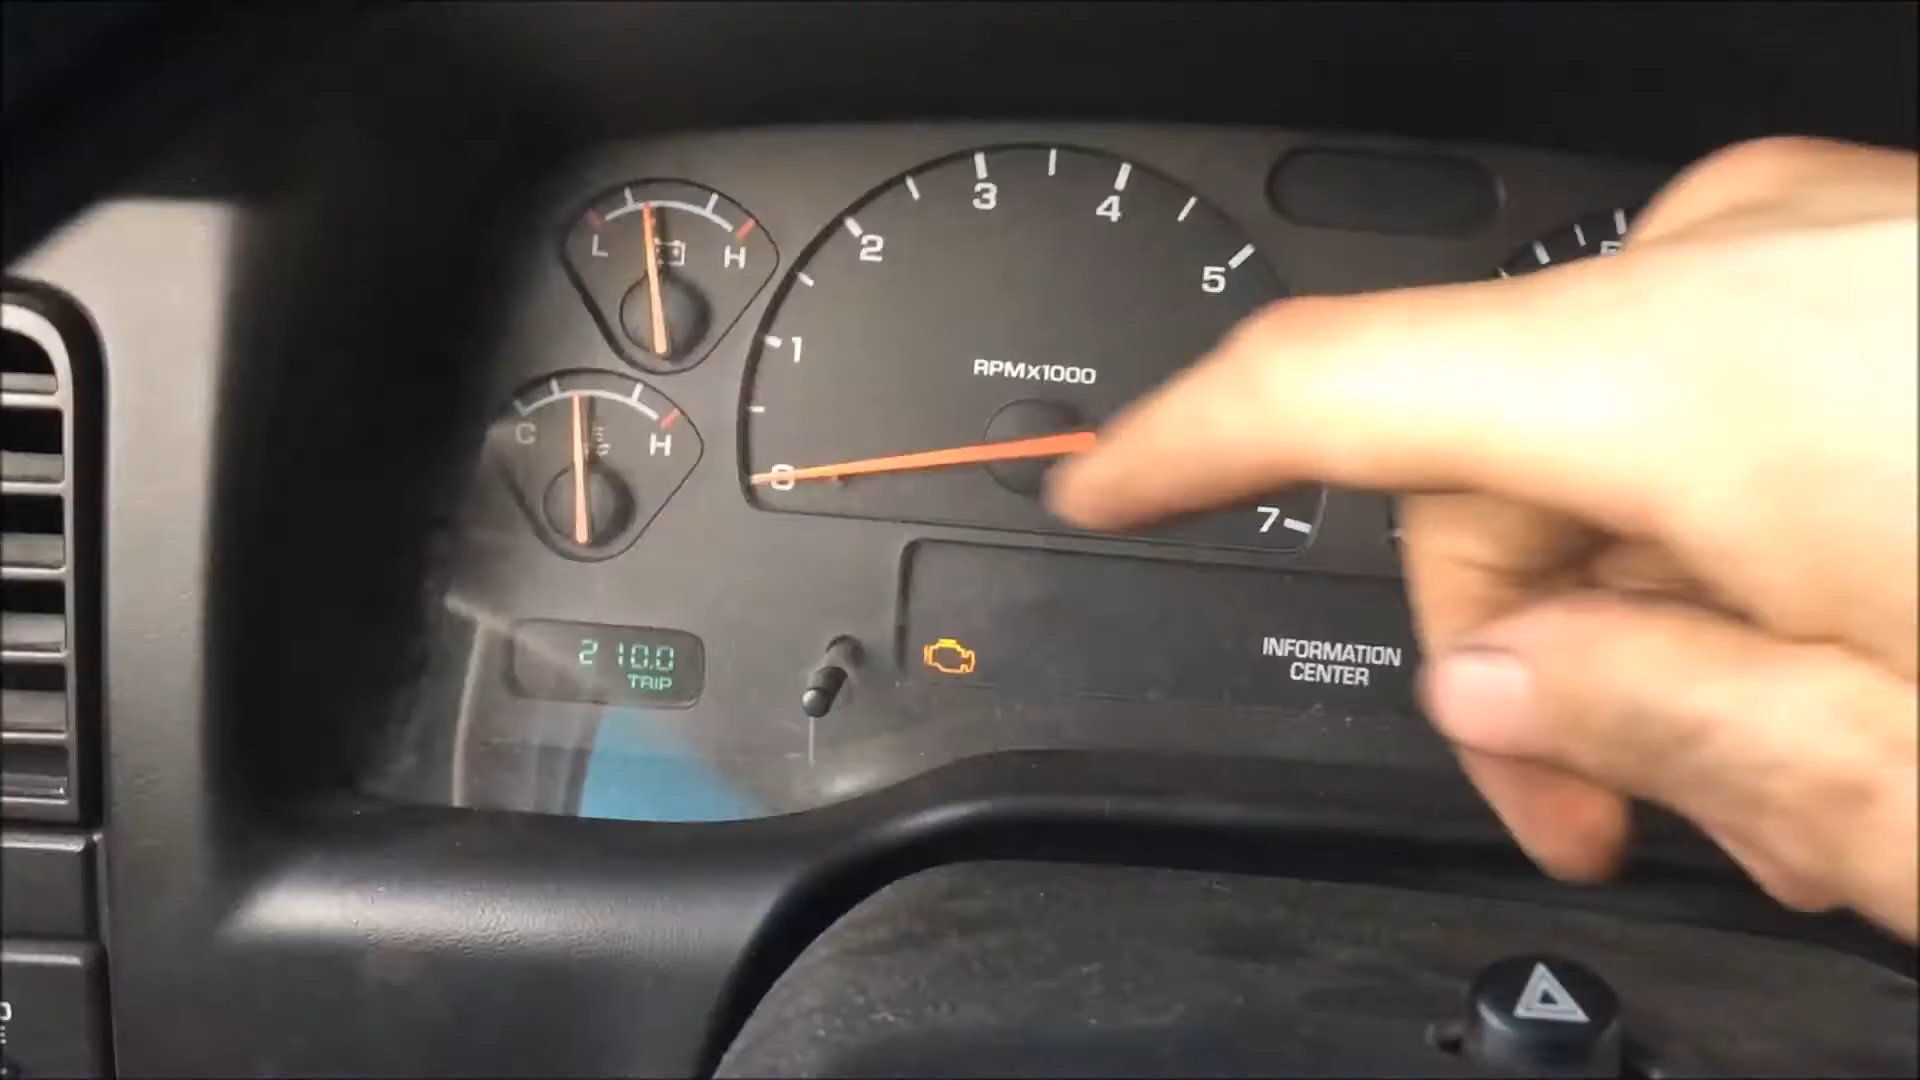 L H
C H
0
1
2
3
4
5
7
RPMx1000
210.0
TRIP
INFORMATION
CENTER